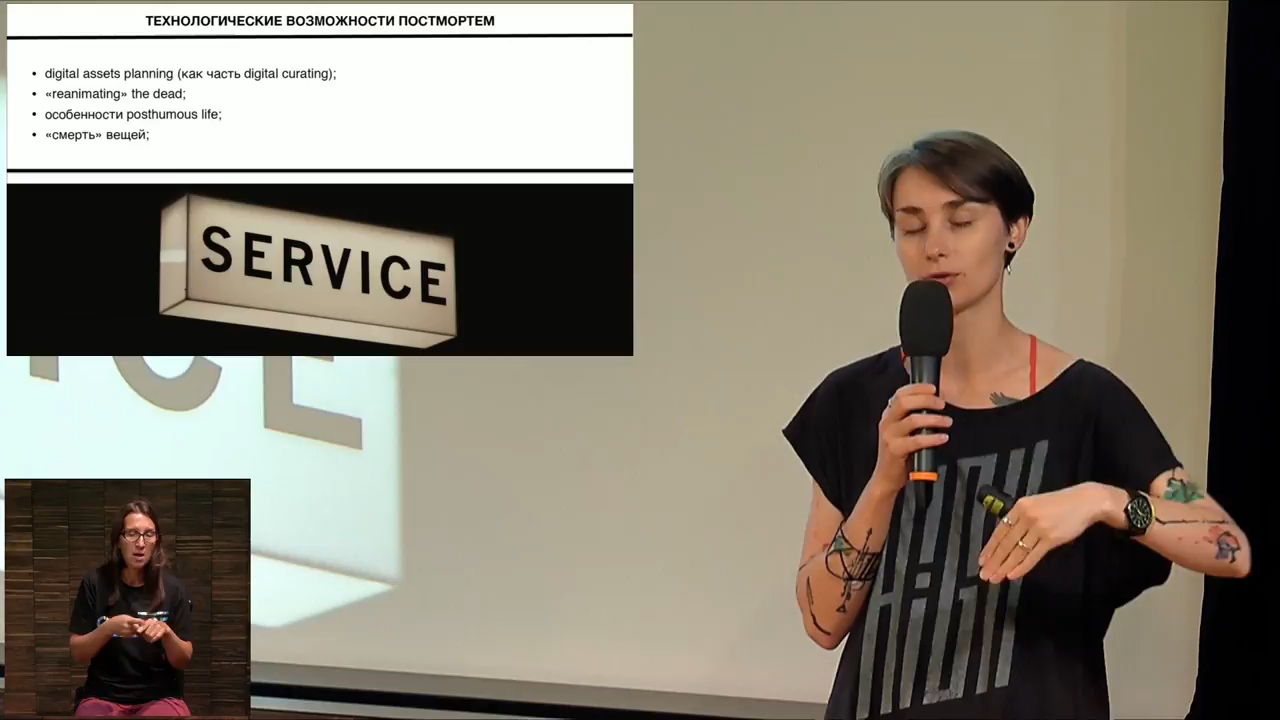 ТЕХНОЛОГИЧЕСКИЕ ВОЗМОЖНОСТИ ПОСТМОРТЕМ
• digital assets planning (как часть digital curating);
• «reanimating» the dead;
• особенности posthumous life;
• «смерть» вещей;
SERVICE
ICE